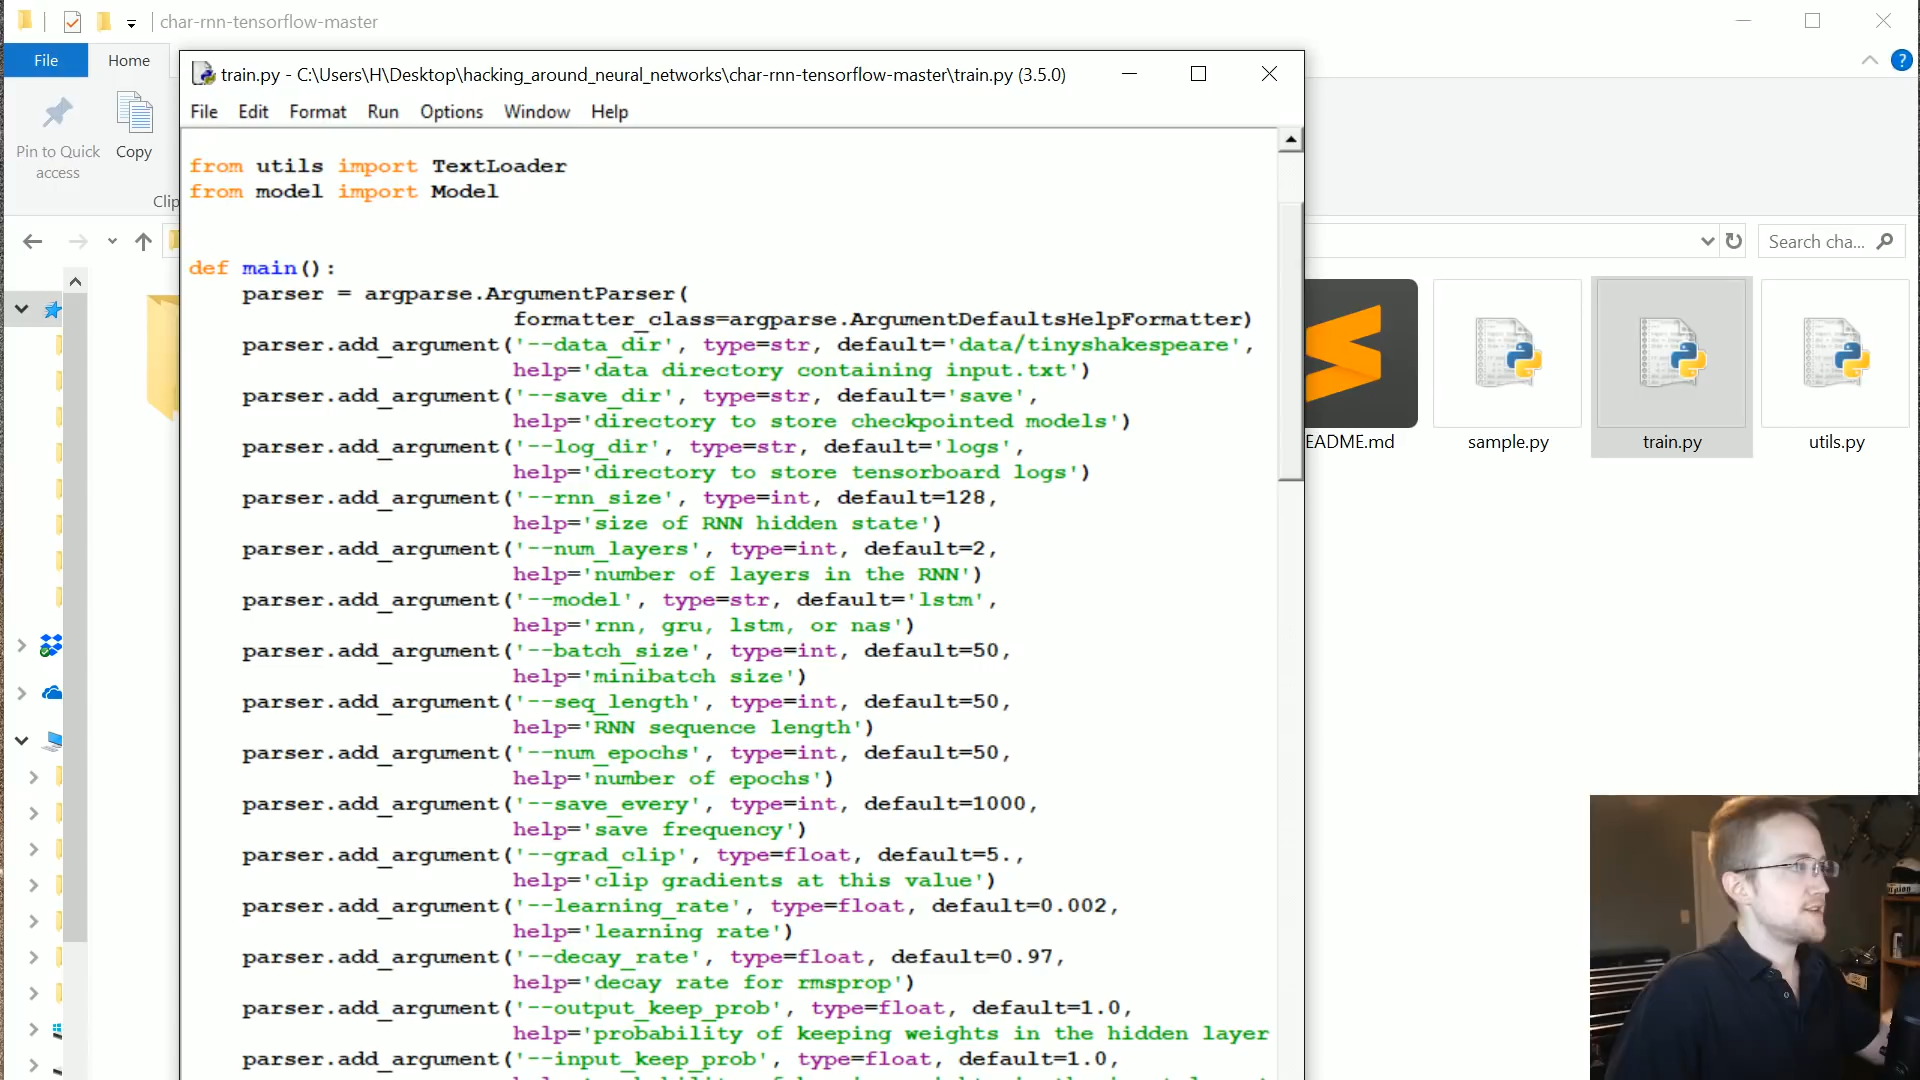 char-rnn-tensorflow-master
File
Home
Pin to Quick access
Copy
Clip
train.py - C:\Users\H\Desktop\hacking_around_neural_networks\char-rnn-tensorflow-master\train.py (3.5.0)
File Edit Format Run Options Window Help
from utils import TextLoader
from model import Model
def main():
parser = argparse.ArgumentParser(
formatter_class=argparse.ArgumentDefaultsHelpFormatter)
parser.add_argument('--data_dir', type=str, default='data/tinyshakespeare',
help='data directory containing input.txt')
parser.add_argument('--save_dir', type=str, default='save',
help='directory to store checkpointed models')
parser.add_argument('--log_dir', type=str, default='logs',
help='directory to store tensorboard logs')
parser.add_argument('--rnn_size', type=int, default=128,
help='size of RNN hidden state')
parser.add_argument('--num_layers', type=int, default=2,
help='number of layers in the RNN')
parser.add_argument('--model', type=str, default='lstm',
help='rnn, gru, lstm, or nas')
parser.add_argument('--batch_size', type=int, default=50,
help='minibatch size')
parser.add_argument('--seq_length', type=int, default=50,
help='RNN sequence length')
parser.add_argument('--num_epochs', type=int, default=50,
help='number of epochs')
parser.add_argument('--save_every', type=int, default=1000,
help='save frequency')
parser.add_argument('--grad_clip', type=float, default=5.,
help='clip gradients at this value')
parser.add_argument('--learning_rate', type=float, default=0.002,
help='learning rate')
parser.add_argument('--decay_rate', type=float, default=0.97,
help='decay rate for rmsprop')
parser.add_argument('--output_keep_prob', type=float, default=1.0,
help='probability of keeping weights in the hidden layer
parser.add_argument('--input_keep_prob', type=float, default=1.0,
Search cha...
EADME.md
sample.py
train.py
utils.py